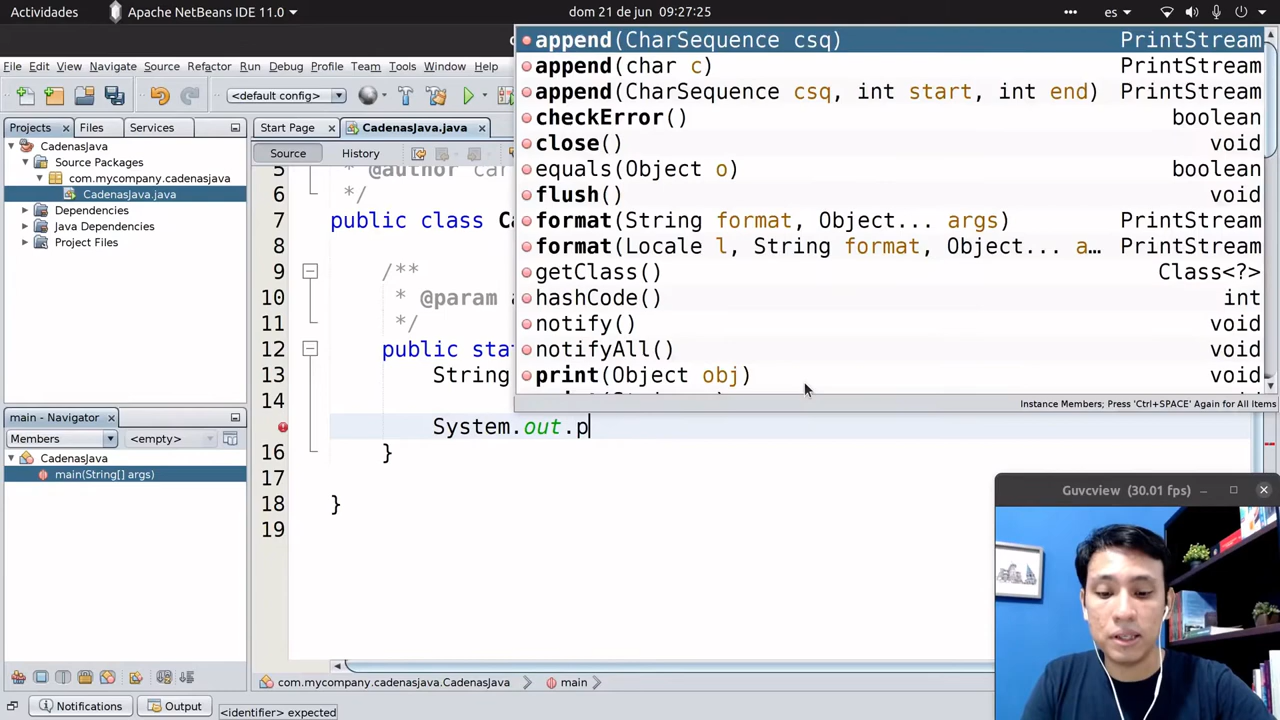 Actividades
Apache NetBeans IDE 11.0
dom 21 de jun 09:27:25
es
File Edit View Navigate Source Refactor Run Debug Profile Team Tools Window Help
<default config>
Projects
Files
Services
Start Page
CadenasJava.java
Source
History
CadenasJava
Source Packages
com.mycompany.cadenasjava
CadenasJava.java
Dependencies
Java Dependencies
Project Files
5 * @author car
6 */
7 public class Ca
8
9 /**
10 * @param a
11 */
12 public stat
13 String
14
System.out.p
16 }
17
18 }
19
append(CharSequence csq) PrintStream
append(char c) PrintStream
append(CharSequence csq, int start, int end) PrintStream
checkError() boolean
close() void
equals(Object o) boolean
flush() void
format(String format, Object... args) PrintStream
format(Locale l, String format, Object... a... PrintStream
getClass() Class<?>
hashCode() int
notify() void
notifyAll() void
print(Object obj) void
Instance Members; Press 'Ctrl+SPACE' Again for All Items
main - Navigator
Members
<empty>
CadenasJava
main(String[] args)
com.mycompany.cadenasjava.CadenasJava
main
Notifications
Output
<identifier> expected
Guvcview (30.01 fps)